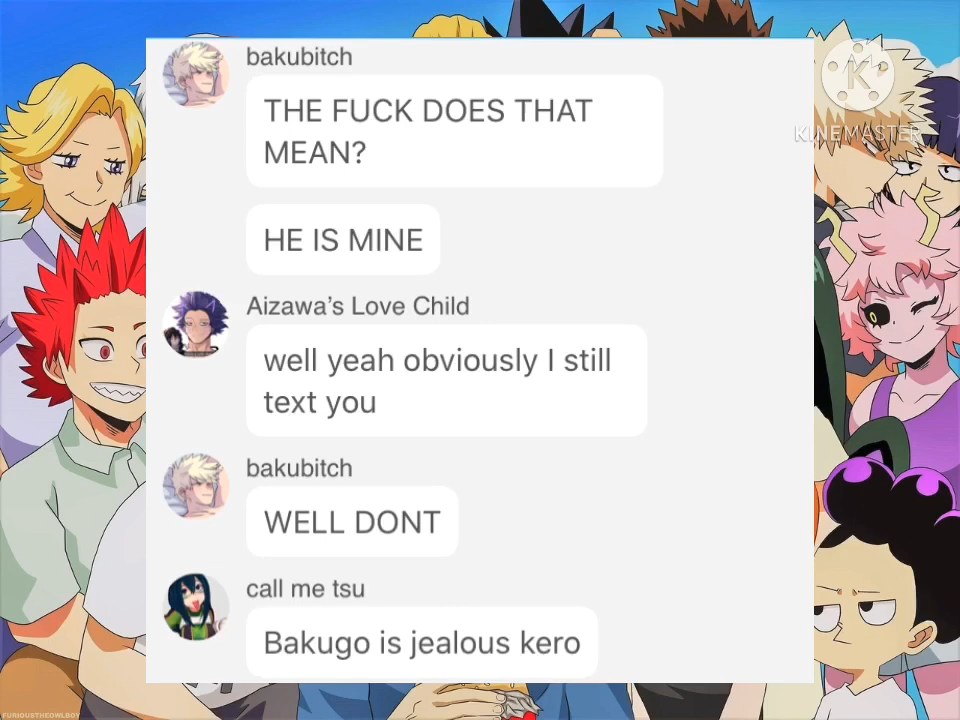 bakubitch
THE FUCK DOES THAT
MEAN?
HE IS MINE
Aizawa's Love Child
well yeah obviously I still
text you
bakubitch
WELL DONT
call me tsu
Bakugo is jealous kero
K
KINEMASTER
FURIOUSTHEOWLBOY